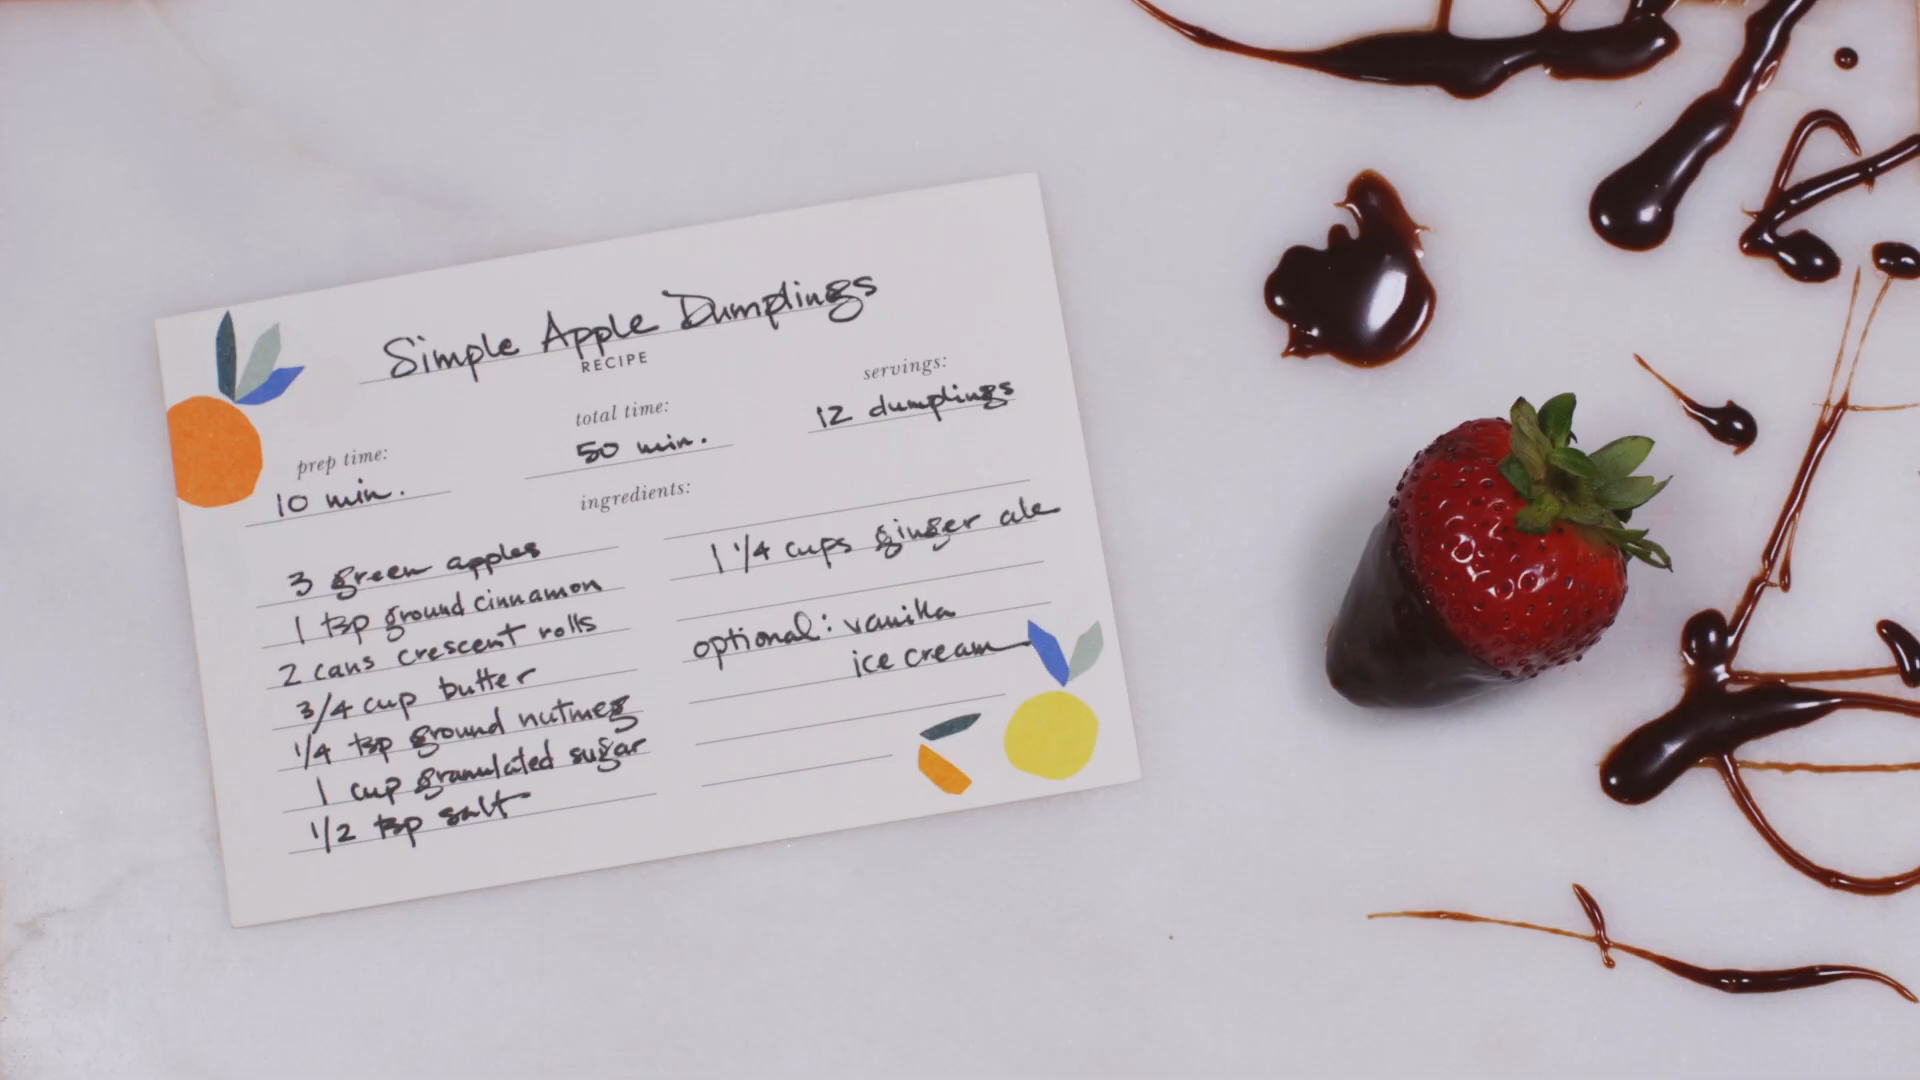 Simple Apple Dumplings
RECIPE
prep time:
10 min.
total time:
50 min.
servings:
12 dumplings
ingredients:
3 green apples
1 tsp ground cinnamon
2 cans crescent rolls
3/4 cup butter
1/4 tsp ground nutmeg
1 cup granulated sugar
1/2 tsp salt
1 1/4 cups ginger ale
optional: vanilla
ice cream